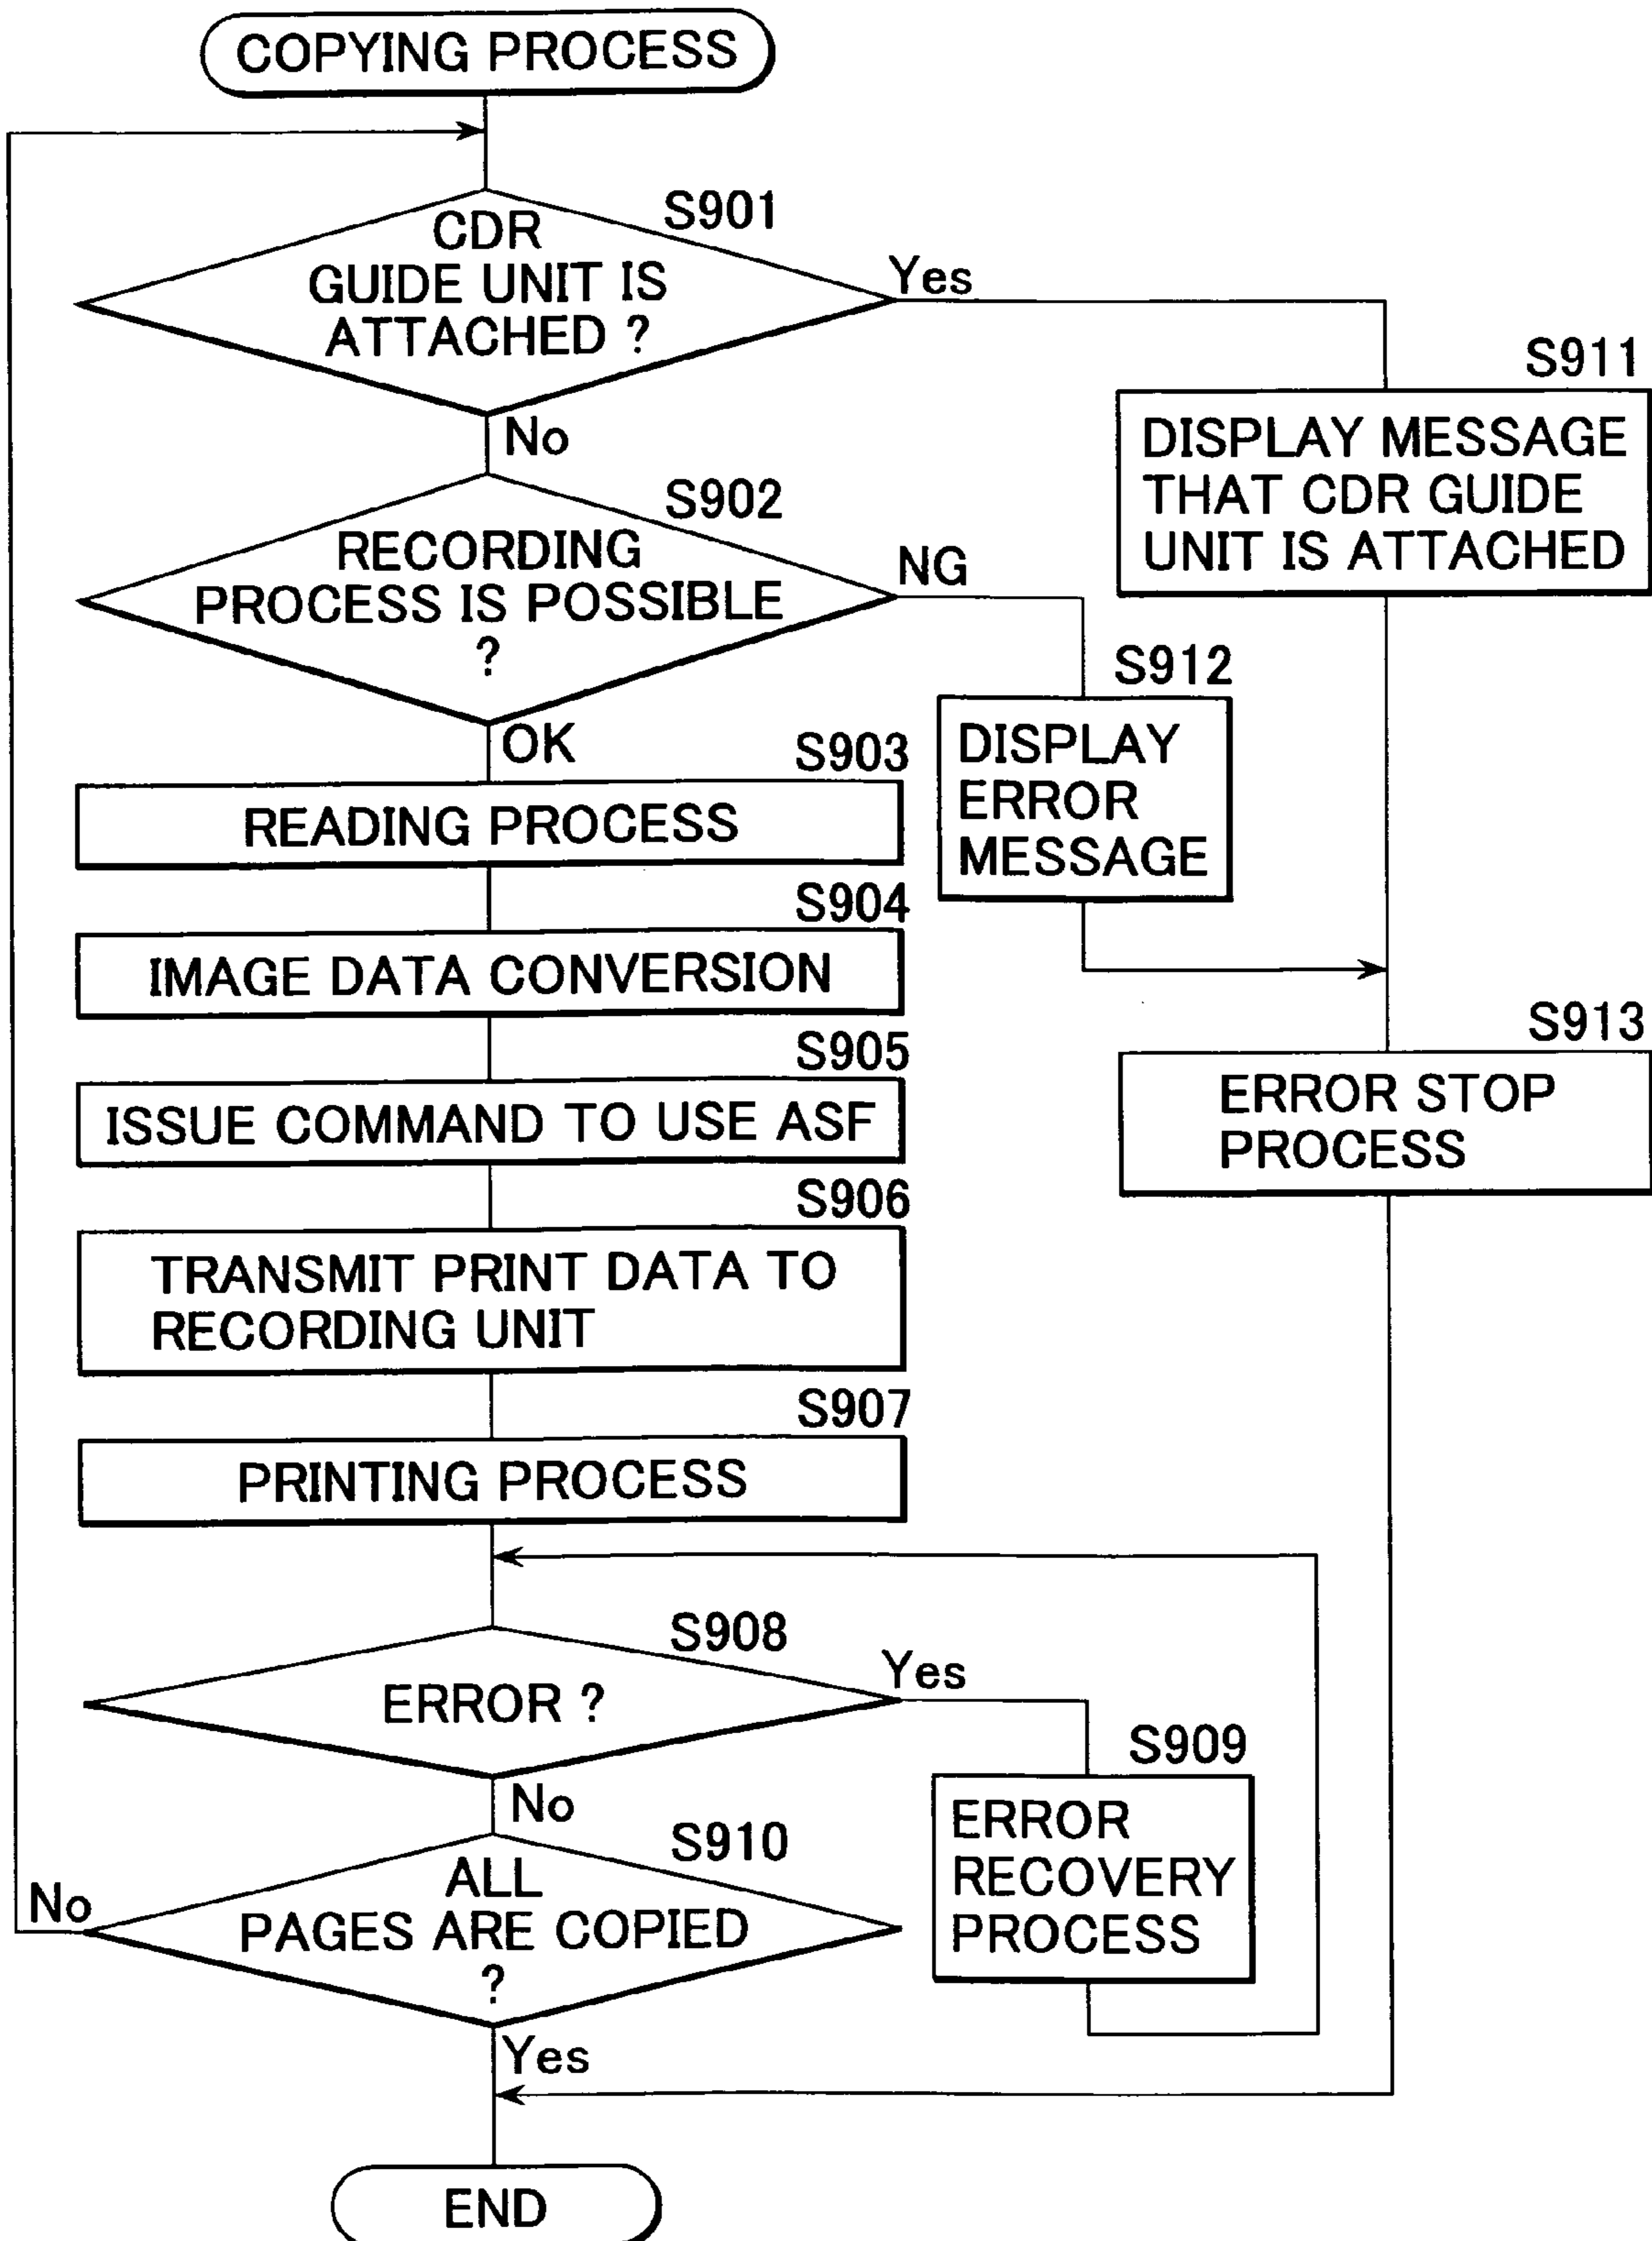 COPYING PROCESS
S901
CDR
GUIDE UNIT IS
ATTACHED ?
Yes
No
S911
DISPLAY MESSAGE
THAT CDR GUIDE
UNIT IS ATTACHED
S902
RECORDING
PROCESS IS POSSIBLE
?
NG
OK
S912
DISPLAY
ERROR
MESSAGE
S903
READING PROCESS
S904
IMAGE DATA CONVERSION
S913
ERROR STOP
PROCESS
S905
ISSUE COMMAND TO USE ASF
S906
TRANSMIT PRINT DATA TO
RECORDING UNIT
S907
PRINTING PROCESS
S908
ERROR ?
Yes
No
S909
ERROR
RECOVERY
PROCESS
S910
ALL
PAGES ARE COPIED
?
No
Yes
END